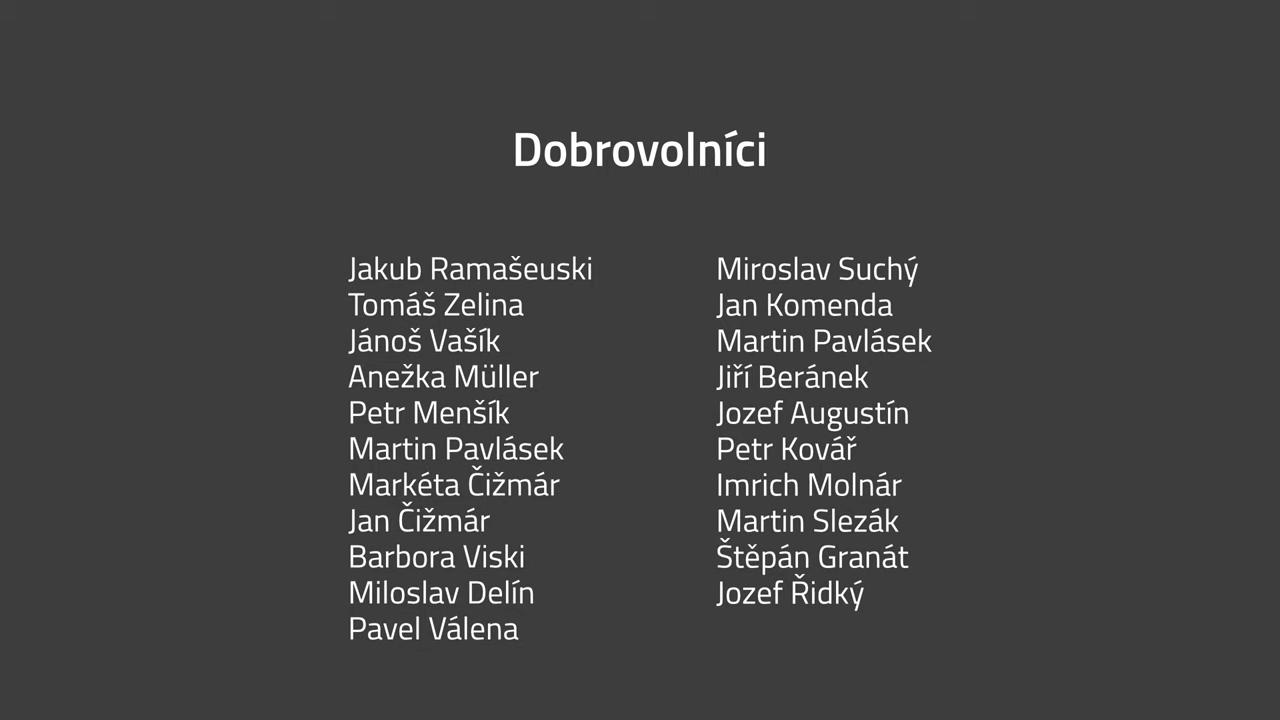 Dobrovolníci
Jakub Ramašeuski
Tomáš Zelina
Jánoš Vašík
Anežka Müller
Petr Menšík
Martin Pavlásek
Markéta Čižmár
Jan Čižmár
Barbora Viski
Miloslav Delín
Pavel Válena
Miroslav Suchý
Jan Komenda
Martin Pavlásek
Jiří Beránek
Jozef Augustín
Petr Kovář
Imrich Molnár
Martin Slezák
Štěpán Granát
Jozef Řidký